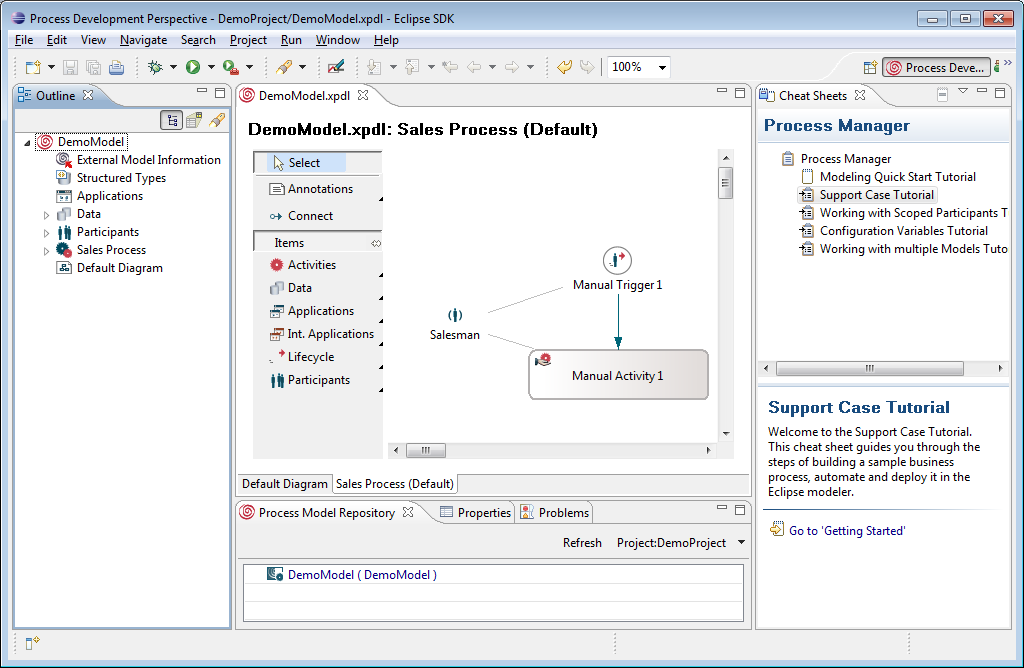 Process Development Perspective - DemoProject/DemoModel.xpdl - Eclipse SDK
File Edit View Navigate Search Project Run Window Help
100%
Process Deve...
Outline
DemoModel
External Model Information
Structured Types
Applications
Data
Participants
Sales Process
Default Diagram
DemoModel.xpdl
DemoModel.xpdl: Sales Process (Default)
Select
Annotations
Connect
Items
Activities
Data
Applications
Int. Applications
Lifecycle
Participants
Manual Trigger1
Salesman
Manual Activity1
Default Diagram
Sales Process (Default)
Process Model Repository
Properties
Problems
Refresh
Project:DemoProject
DemoModel ( DemoModel )
Cheat Sheets
Process Manager
Process Manager
Modeling Quick Start Tutorial
Support Case Tutorial
Working with Scoped Participants T
Configuration Variables Tutorial
Working with multiple Models Tuto
Support Case Tutorial
Welcome to the Support Case Tutorial.
This cheat sheet guides you through the
steps of building a sample business
process, automate and deploy it in the
Eclipse modeler.
Go to 'Getting Started'